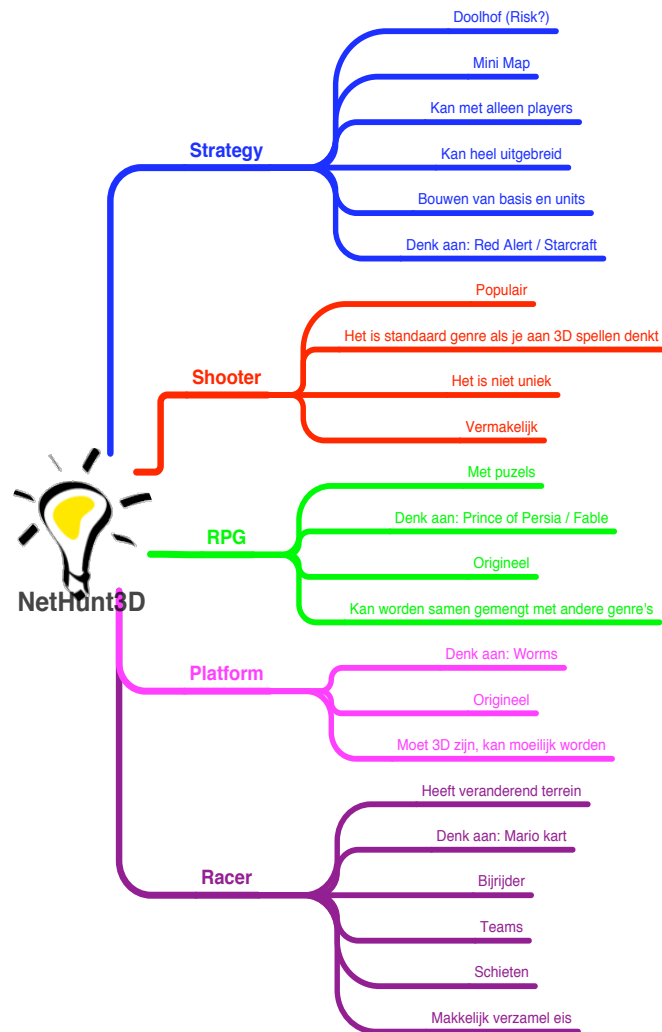 Doolhof (Risk?)
Mini Map
Kan met alleen players
Strategy
Kan heel uitgebreid
Bouwen van basis en units
Denk aan: Red Alert / Starcraft
Populair
Het is standaard genre als je aan 3D spellen denkt
Shooter
Het is niet uniek
Vermakelijk
Met puzels
Denk aan: Prince of Persia / Fable
RPG
Origineel
Kan worden samen gemengt met andere genre's
NetHunt3D
Denk aan: Worms
Platform
Origineel
Moet 3D zijn, kan moeilijk worden
Heeft veranderend terrein
Denk aan: Mario kart
Racer
Bijrijder
Teams
Schieten
Makkelijk verzamel eis